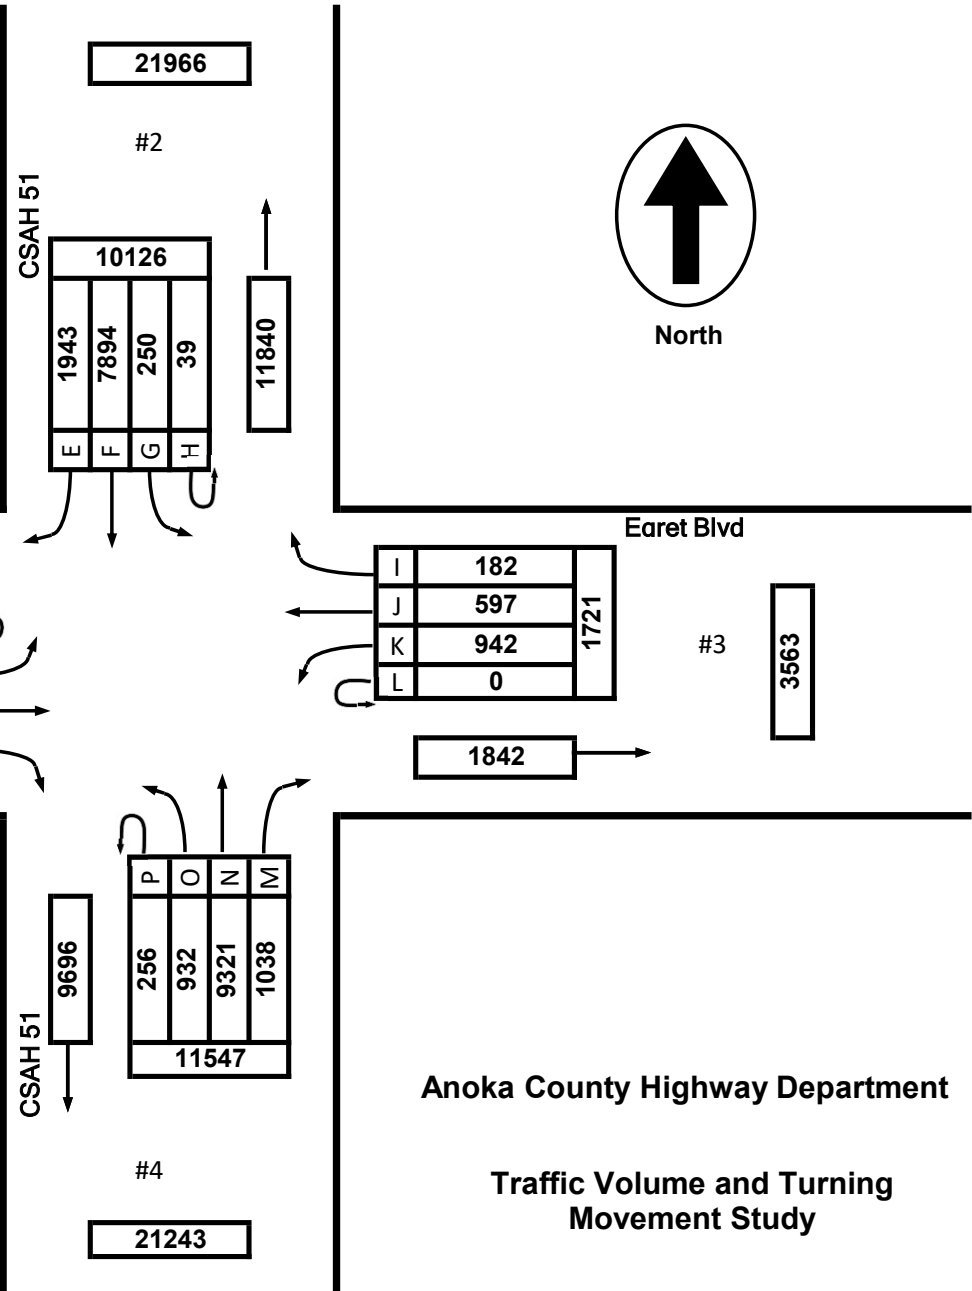 21966
#2
CSAH 51
10126
1943
7894
250
39
11840
E
F
G
H
North
Egret Blvd
I 182
J 597
K 942
L 0
1721
#3
3563
1842
P
O
N
M
256
932
9321
1038
11547
9696
CSAH 51
#4
21243
Anoka County Highway Department
Traffic Volume and Turning
Movement Study